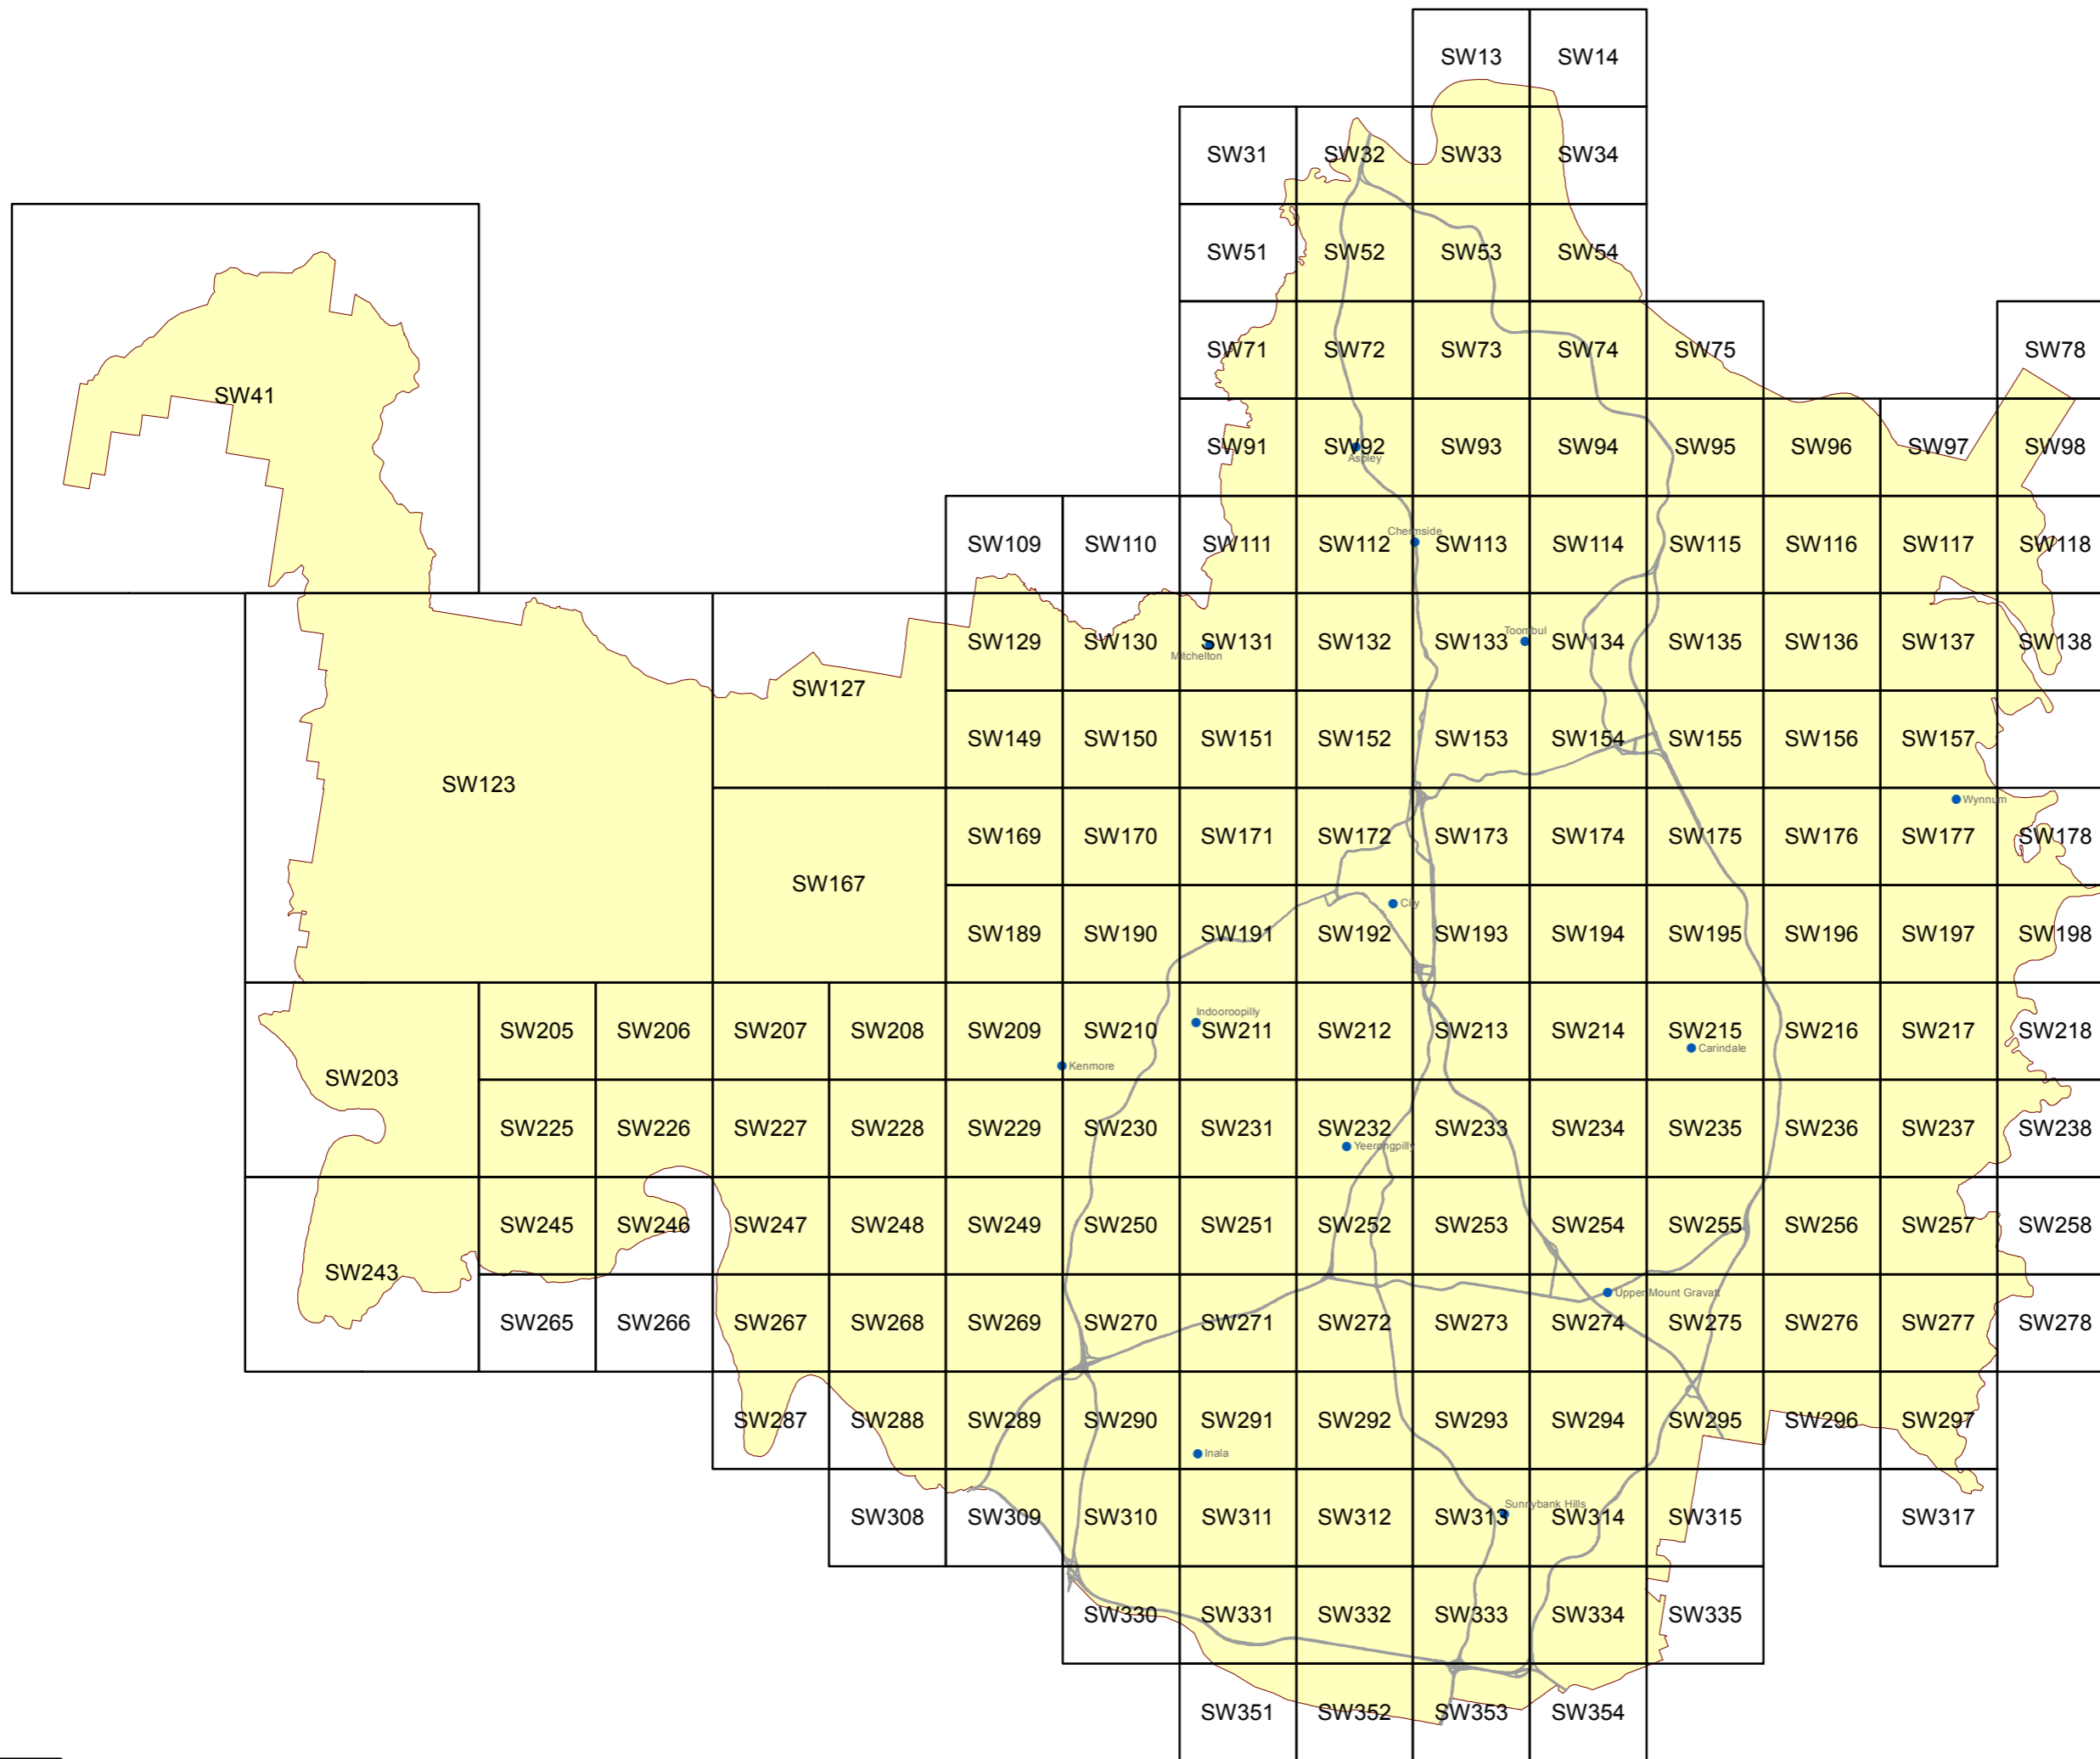 SW13 SW14
SW31 SW32 SW33 SW34
SW51 SW52 SW53 SW54
SW71 SW72 SW73 SW74 SW75 SW78
SW41
SW91 SW92 SW93 SW94 SW95 SW96 SW97 SW98
Aspley
Chermside
SW109 SW110 SW111 SW112 SW113 SW114 SW115 SW116 SW117 SW118
Toombul
SW129 SW130 SW131 SW132 SW133 SW134 SW135 SW136 SW137 SW138
Mitchelton
SW127
SW149 SW150 SW151 SW152 SW153 SW154 SW155 SW156 SW157
SW123
Wynnum
SW169 SW170 SW171 SW172 SW173 SW174 SW175 SW176 SW177 SW178
SW167
City
SW189 SW190 SW191 SW192 SW193 SW194 SW195 SW196 SW197 SW198
Indooroopilly
SW205 SW206 SW207 SW208 SW209 SW210 SW211 SW212 SW213 SW214 SW215 SW216 SW217 SW218
Carindale
Kenmore
SW203
SW225 SW226 SW227 SW228 SW229 SW230 SW231 SW232 SW233 SW234 SW235 SW236 SW237 SW238
Yeerongpilly
SW245 SW246 SW247 SW248 SW249 SW250 SW251 SW252 SW253 SW254 SW255 SW256 SW257 SW258
SW243
Upper Mount Gravatt
SW265 SW266 SW267 SW268 SW269 SW270 SW271 SW272 SW273 SW274 SW275 SW276 SW277 SW278
SW287 SW288 SW289 SW290 SW291 SW292 SW293 SW294 SW295 SW296 SW297
Inala
Sunnybank Hills
SW308 SW309 SW310 SW311 SW312 SW313 SW314 SW315 SW317
SW330 SW331 SW332 SW333 SW334 SW335
SW351 SW352 SW353 SW354